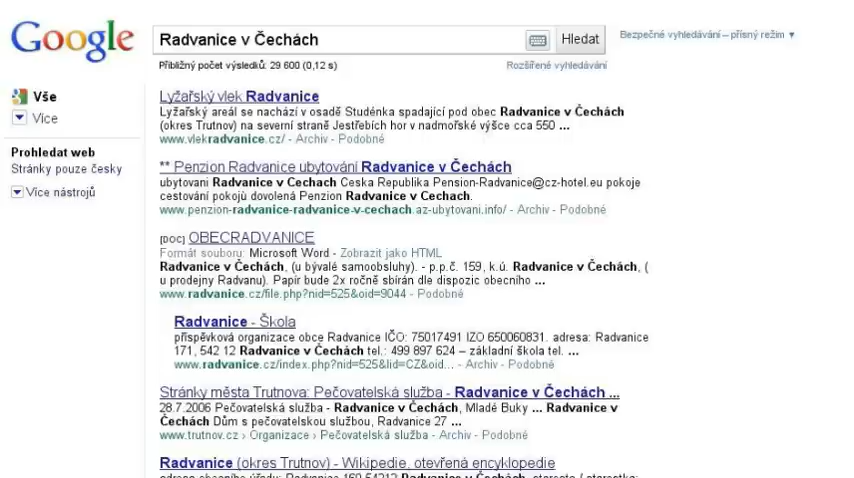 Google
Radvanice v Čechách
Hledat
Bezpečné vyhledávání – přísný režim ▼
Přibližný počet výsledků: 29 600 (0,12 s)
Rozšířené vyhledávání
Vše
Více
Prohledat web
Stránky pouze česky
Více nástrojů
Lyžařský vlek Radvanice
Lyžařský areál se nachází v osadě Studénka spadající pod obec Radvanice v Čechách
(okres Trutnov) na severní straně Jestřebích hor v nadmořské výšce cca 550 ...
www.vlekradvanice.cz/ - Archiv - Podobné
** Penzion Radvanice ubytování Radvanice v Čechách
ubytovani Radvanice v Cechach Ceska Republika Pension-Radvanice@cz-hotel.eu pokoje
cestování pokojù dovolená Penzion Radvanice v Čechach.
www.penzion-radvanice-radvanice-v-cechach.az-ubytovani.info/ - Archiv - Podobné
[DOC] OBECRADVANICE
Formát souboru: Microsoft Word - Zobrazit jako HTML
Radvanice v Čechách, (u bývalé samoobsluhy). - p.p.č. 159, k.ú. Radvanice v Čechách, (
u prodejny Radvanu). Papír bude 2x ročně sbírán dle dispozic obecního ...
www.radvanice.cz/file.php?nid=525&oid=9044 - Podobné
Radvanice - Škola
příspěvková organizace obce Radvanice IČO: 75017491 IZO 650060831. adresa: Radvanice
171, 542 12 Radvanice v Čechách tel.: 499 897 624 – základní škola tel. ...
www.radvanice.cz/index.php?nid=525&lid=CZ&oid... - Archiv - Podobné
Stránky města Trutnova: Pečovatelská služba - Radvanice v Čechách ...
28.7.2006 Pečovatelská služba - Radvanice v Čechách, Mladé Buky ... Radvanice v
Čechách Dům s pečovatelskou službou, Radvanice 27 ...
www.trutnov.cz › Organizace › Pečovatelská služba - Archiv - Podobné
Radvanice (okres Trutnov) - Wikipedie, otevřená encyklopedie